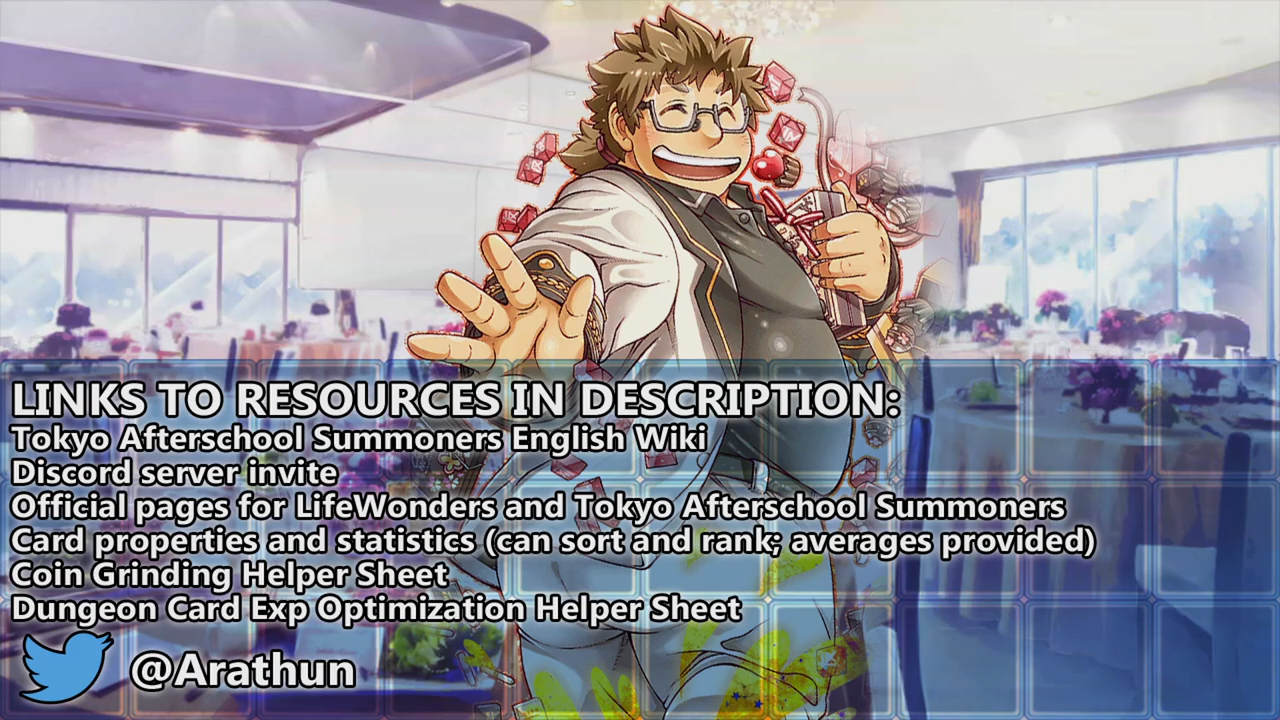 LINKS TO RESOURCES IN DESCRIPTION:
Tokyo Afterschool Summoners English Wiki
Discord server invite
Official pages for LifeWonders and Tokyo Afterschool Summoners
Card properties and statistics (can sort and rank; averages provided)
Coin Grinding Helper Sheet
Dungeon Card Exp Optimization Helper Sheet
@Arathun